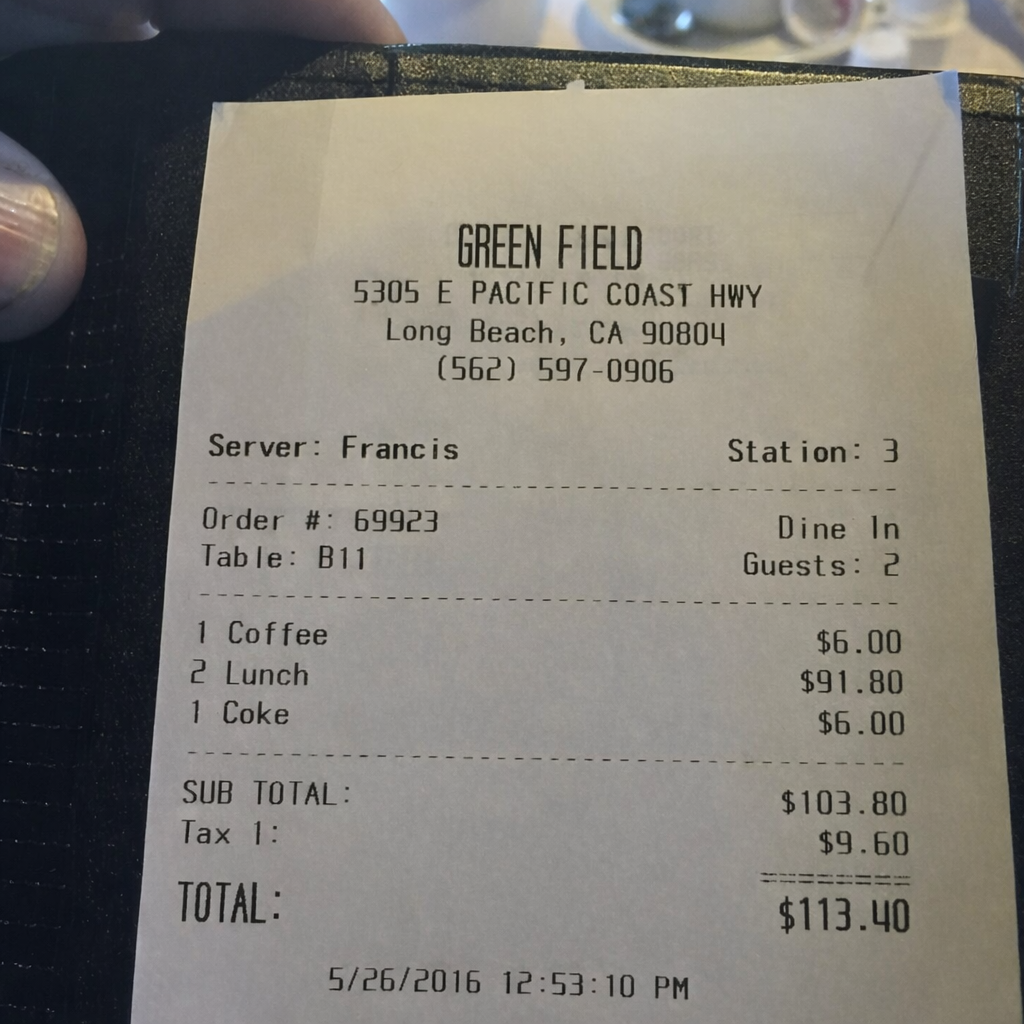 GREEN FIELD
5305 E PACIFIC COAST HWY
Long Beach, CA 90804
(562) 597-0906
Server: Francis Station: 3
Order #: 69923 Dine In
Table: B11 Guests: 2
1 Coffee $6.00
2 Lunch $91.80
1 Coke $6.00
SUB TOTAL: $103.80
Tax 1: $9.60
TOTAL: $113.40
5/26/2016 12:53:10 PM